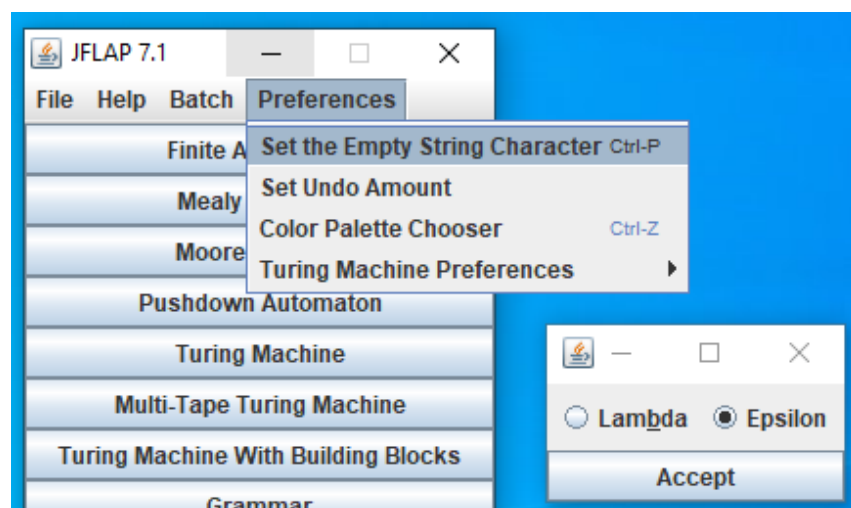 JFLAP 7.1
File Help Batch Preferences
Finite A
Set the Empty String Character Ctrl-P
Mealy
Set Undo Amount
Moore
Color Palette Chooser Ctrl-Z
Turing Machine Preferences
Pushdown Automaton
Turing Machine
Multi-Tape Turing Machine
Turing Machine With Building Blocks
Grammar
Lambda Epsilon
Accept